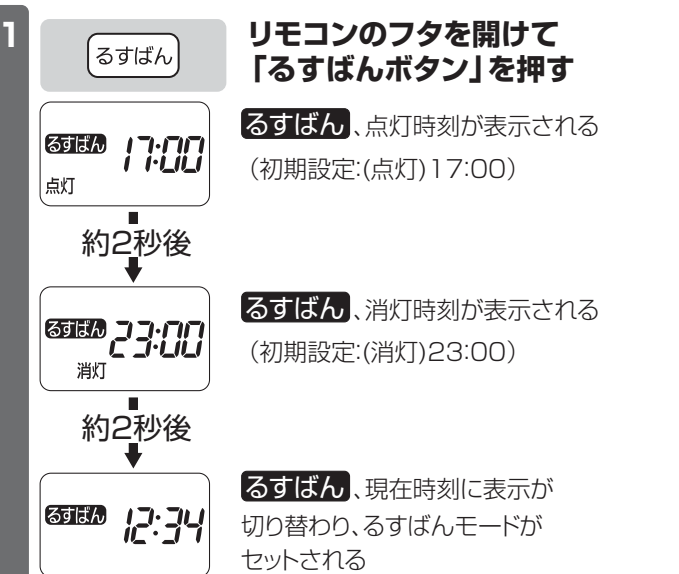 1
るすばん
リモコンのフタを開けて
「るすばんボタン」を押す
るすばん 17:00
点灯
るすばん、点灯時刻が表示される
（初期設定:(点灯)17:00）
約2秒後
るすばん 23:00
消灯
るすばん、消灯時刻が表示される
（初期設定:(消灯)23:00）
約2秒後
るすばん 12:34
るすばん、現在時刻に表示が
切り替わり、るすばんモードが
セットされる